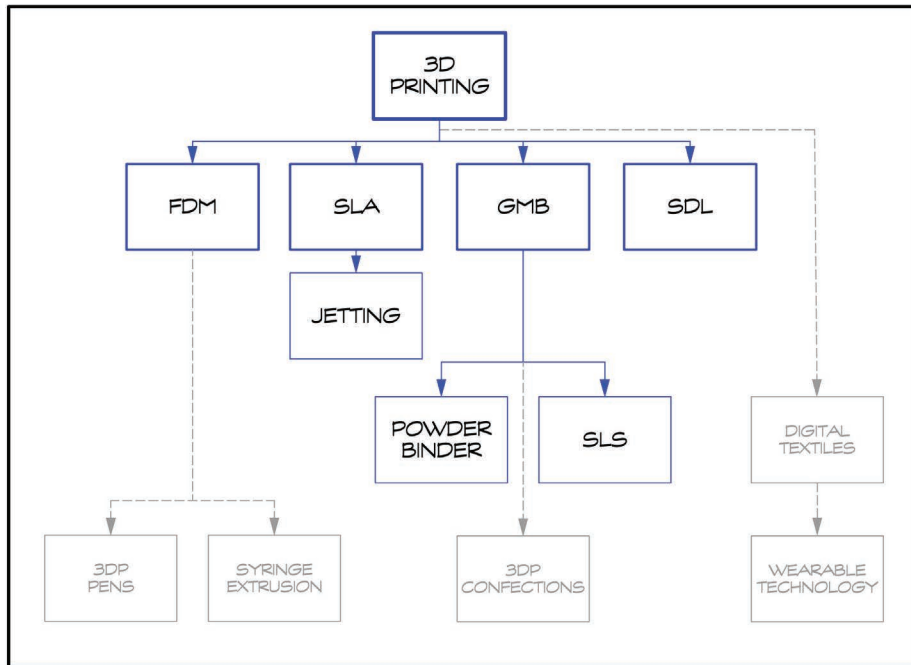 3D
PRINTING
FDM
SLA
GMB
SDL
JETTING
POWDER
BINDER
SLS
DIGITAL
TEXTILES
3DP
PENS
SYRINGE
EXTRUSION
3DP
CONFECTIONS
WEARABLE
TECHNOLOGY